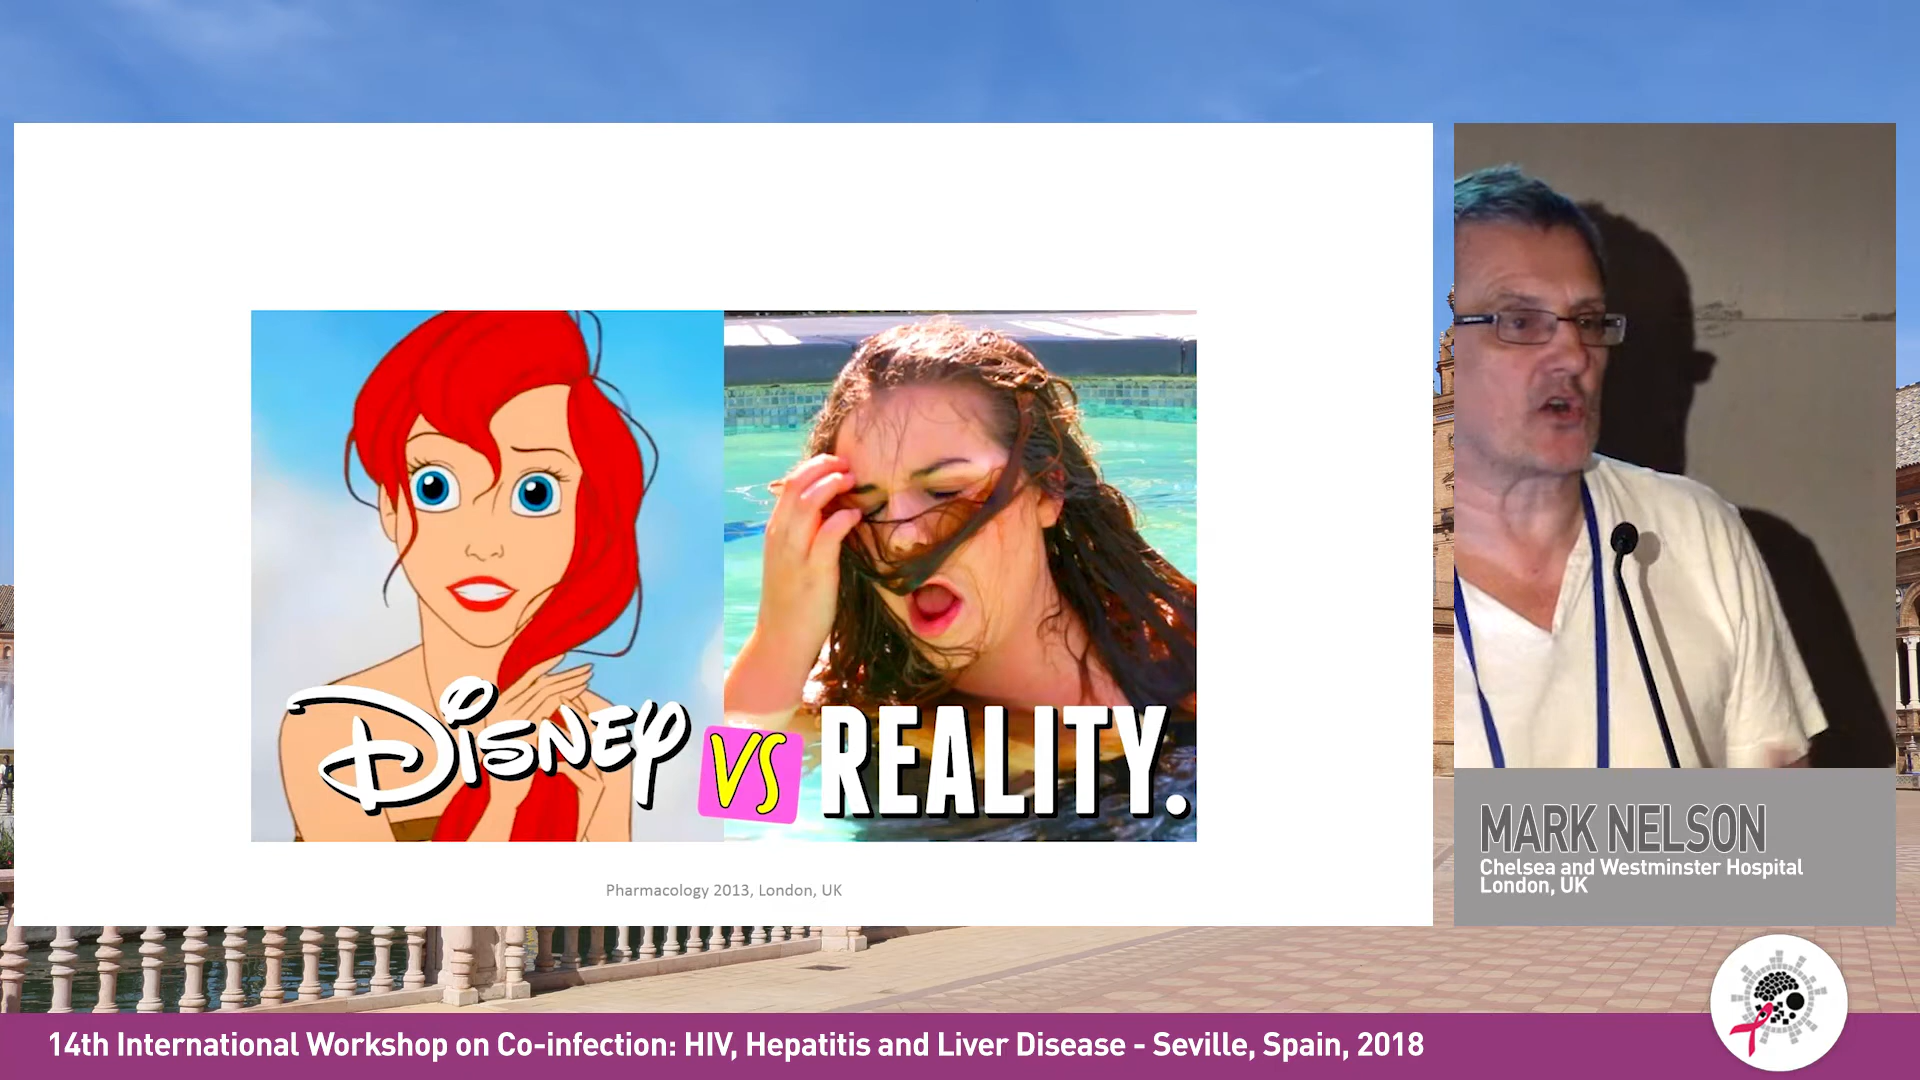 DISNEY VS REALITY.
Pharmacology 2013, London, UK
MARK NELSON
Chelsea and Westminster Hospital
London, UK
14th International Workshop on Co-infection: HIV, Hepatitis and Liver Disease - Seville, Spain, 2018